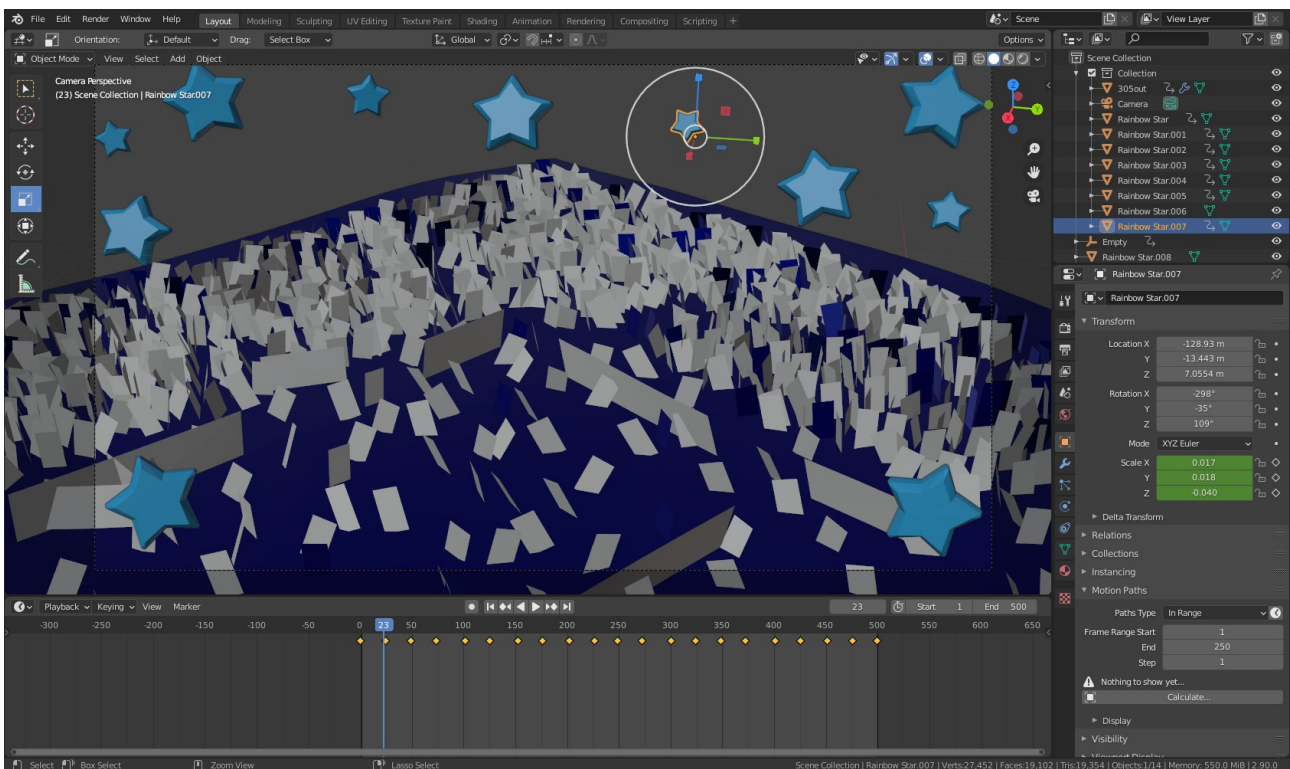 File Edit Render Window Help Layout Modeling Sculpting UV Editing Texture Paint Shading Animation Rendering Compositing Scripting + Scene View Layer
Orientation: Default Drag: Select Box Global Options
Object Mode View Select Add Object
Camera Perspective
(23) Scene Collection | Rainbow Star.007
Z
Y
X
Scene Collection
Collection
305out
Camera
Rainbow Star
Rainbow Star.001
Rainbow Star.002
Rainbow Star.003
Rainbow Star.004
Rainbow Star.005
Rainbow Star.006
Rainbow Star.007
Empty
Rainbow Star.008
Rainbow Star.007
Rainbow Star.007
Transform
Location X -128.93 m
Y -13.443 m
Z 7.0554 m
Rotation X -298°
Y -35°
Z 109°
Mode XYZ Euler
Scale X 0.017
Y 0.018
Z -0.040
Delta Transform
Relations
Collections
Instancing
Motion Paths
Paths Type In Range
Frame Range Start 1
End 250
Step 1
Nothing to show yet...
Calculate...
Display
Visibility
Viewport Display
Playback Keying View Marker 23 Start 1 End 500
-300 -250 -200 -150 -100 -50 0 23 50 100 150 200 250 300 350 400 450 500 550 600 650
Select Box Select Zoom View Lasso Select Scene Collection | Rainbow Star.007 | Verts:27,452 | Faces:19,102 | Tris:19,354 | Objects:1/14 | Memory: 550.0 MiB | 2.90.0